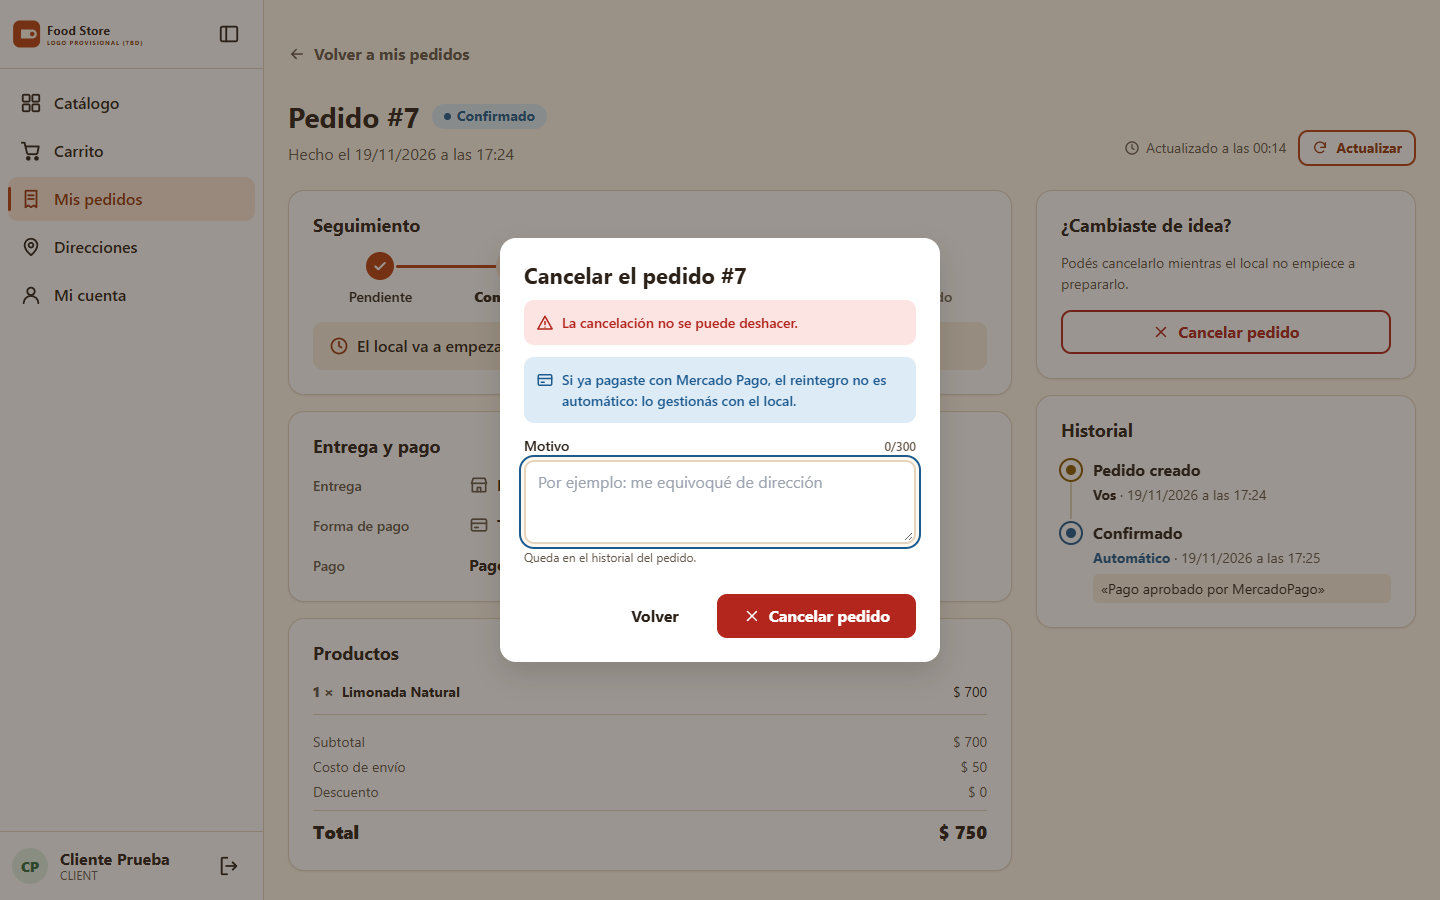 Food Store
LOGO PROVISIONAL (TBD)
Catálogo
Carrito
Mis pedidos
Direcciones
Mi cuenta
CP
Cliente Prueba
CLIENT
Volver a mis pedidos
Pedido #7
Confirmado
Hecho el 19/11/2026 a las 17:24
Actualizado a las 00:14
Actualizar
Seguimiento
Pendiente
El local va a
Entrega y pago
Entrega
Forma de pago
Pago
Productos
1 × Limonada Natural
$ 700
Subtotal
$ 700
Costo de envío
$ 50
Descuento
$ 0
Total
$ 750
Cancelar el pedido #7
La cancelación no se puede deshacer.
Si ya pagaste con Mercado Pago, el reintegro no es
automático: lo gestionás con el local.
Motivo
0/300
Por ejemplo: me equivoqué de dirección
Queda en el historial del pedido.
Volver
Cancelar pedido
¿Cambiaste de idea?
Podés cancelarlo mientras el local no empiece a
prepararlo.
Cancelar pedido
Historial
Pedido creado
Vos · 19/11/2026 a las 17:24
Confirmado
Automático · 19/11/2026 a las 17:25
«Pago aprobado por MercadoPago»